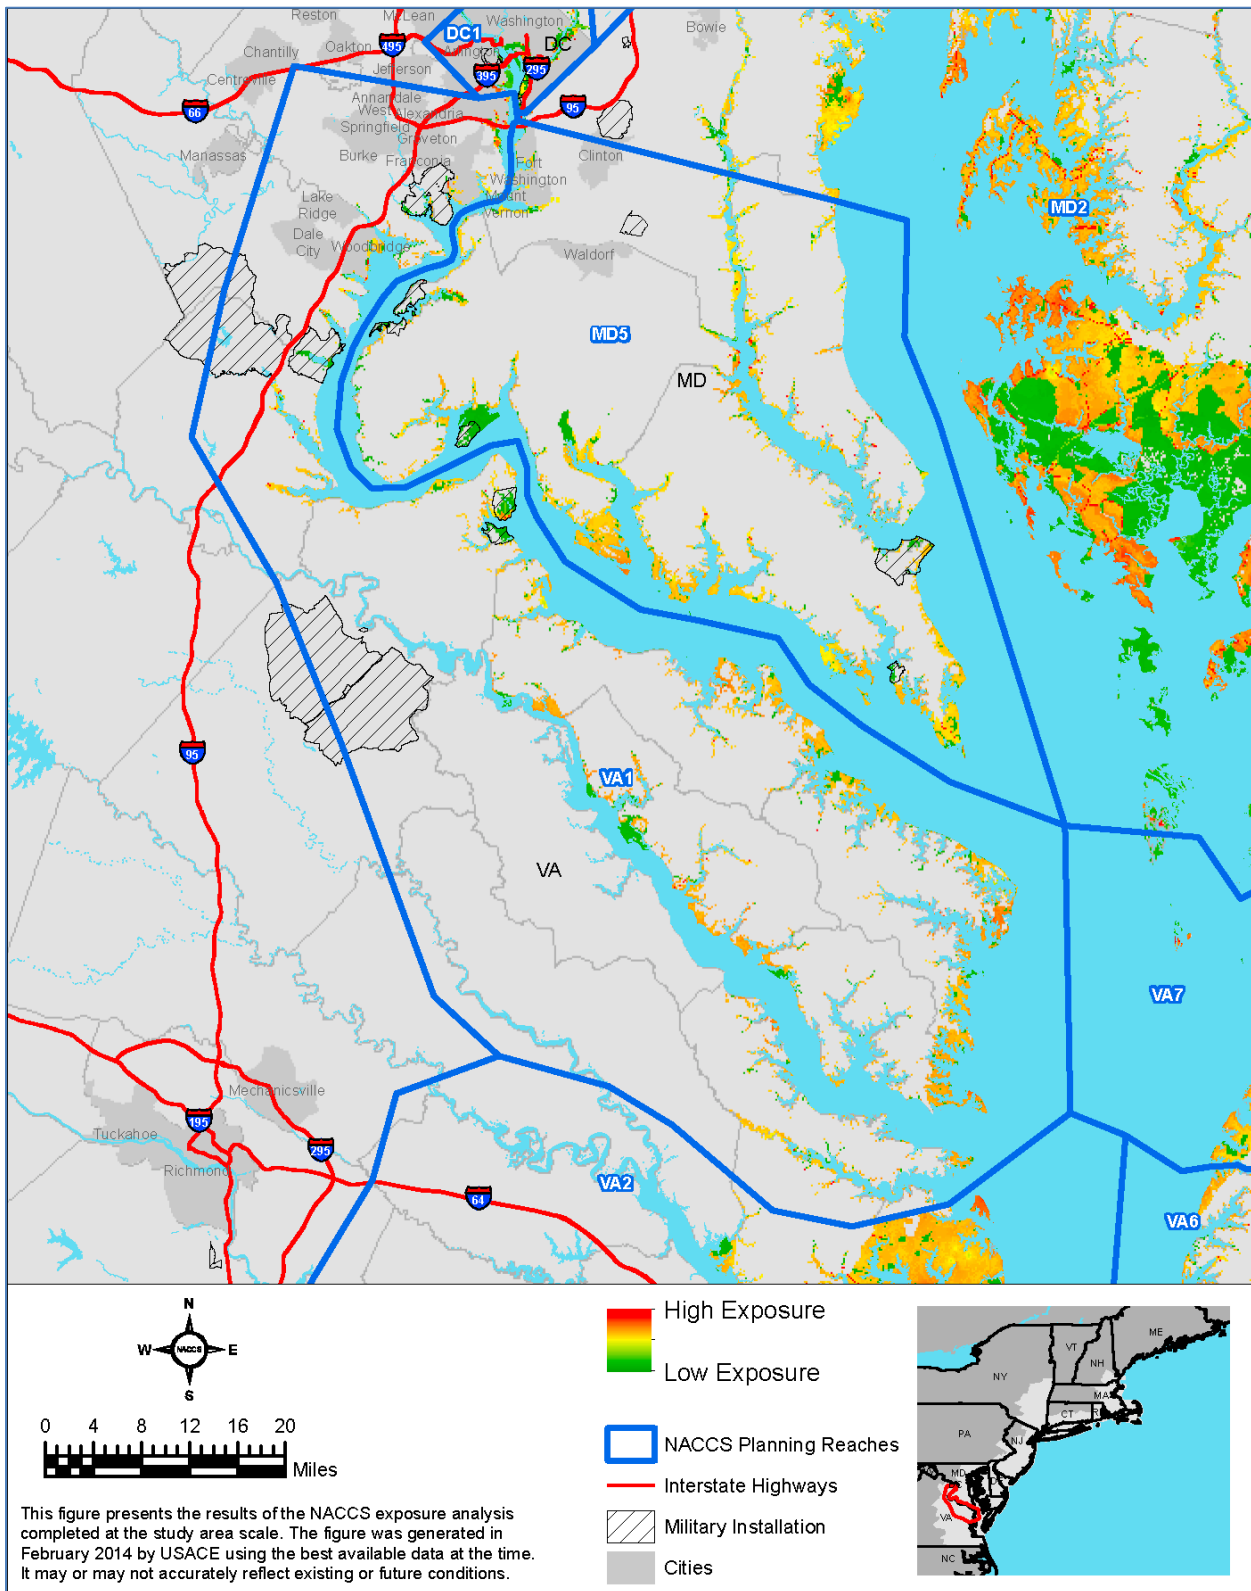 Reston
McLean
Washington
Bowie
DC1
DC
Chantilly
Oakton
495
Arlington
Jefferson
395
295
Centreville
66
Annandale
West
Alexandria
95
Springfield
Groveton
Manassas
Burke
Franconia
Fort
Washington
Clinton
Mount
Vernon
MD2
Lake
Ridge
Dale
City
Woodbridge
Waldorf
MD5
MD
95
VA1
VA
VA7
Mechanicsville
195
Tuckahoe
295
Richmond
64
VA2
VA6
N
W
NACCS
E
S
0 4 8 12 16 20
Miles
This figure presents the results of the NACCS exposure analysis
completed at the study area scale. The figure was generated in
February 2014 by USACE using the best available data at the time.
It may or may not accurately reflect existing or future conditions.
High Exposure
Low Exposure
NACCS Planning Reaches
Interstate Highways
Military Installation
Cities
ME
VT
NH
NY
MA
CT
PA
NJ
MD
VA
NC